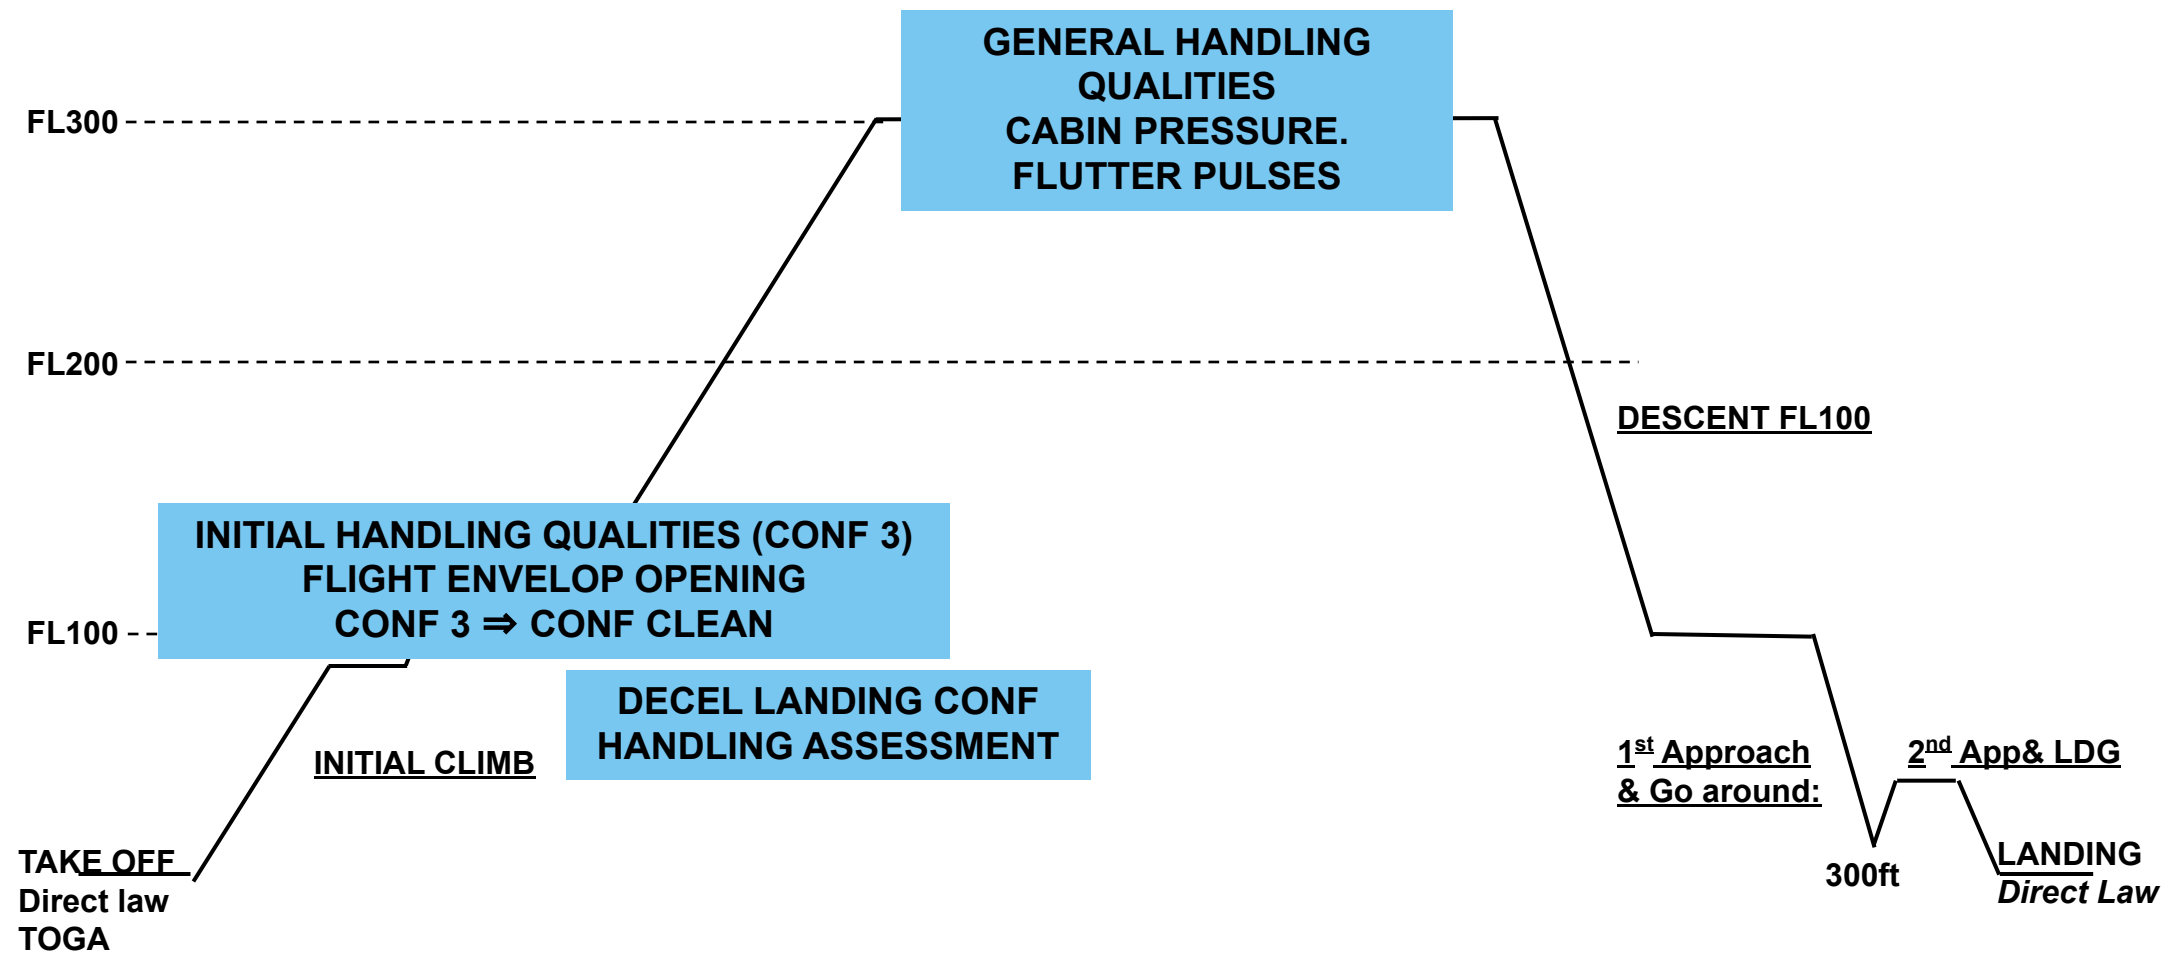 GENERAL HANDLING
QUALITIES
CABIN PRESSURE.
FLUTTER PULSES
FL300
FL200
DESCENT FL100
INITIAL HANDLING QUALITIES (CONF 3)
FLIGHT ENVELOP OPENING
CONF 3 ⇒ CONF CLEAN
FL100
DECEL LANDING CONF
HANDLING ASSESSMENT
INITIAL CLIMB
1st Approach
& Go around:
2nd App& LDG
TAKE OFF
Direct law
TOGA
300ft
LANDING
Direct Law